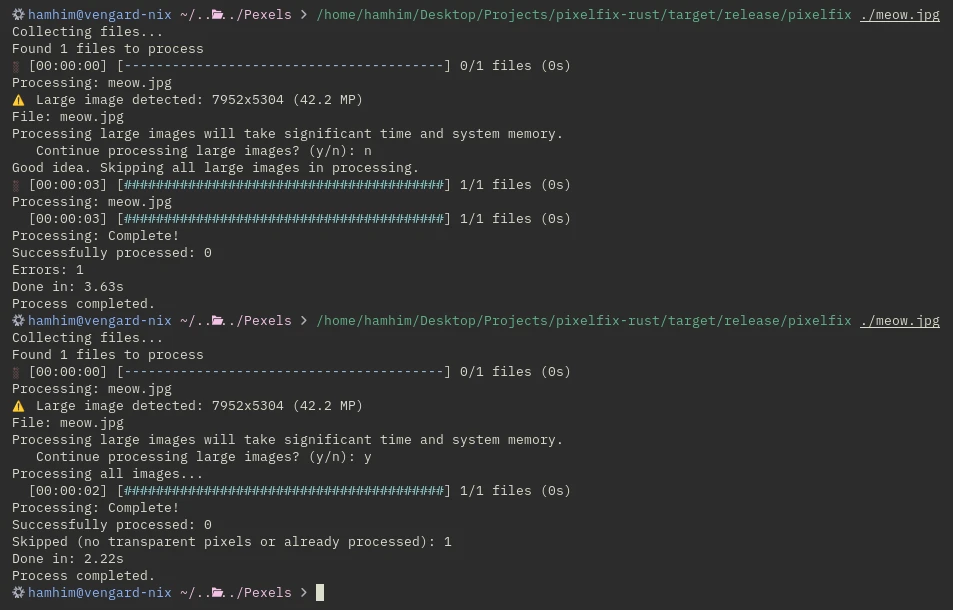 hamhim@vengard-nix ~/../../Pexels > /home/hamhim/Desktop/Projects/pixelfix-rust/target/release/pixelfix ./meow.jpg
Collecting files...
Found 1 files to process
[00:00:00] [----------------------------------------] 0/1 files (0s)
Processing: meow.jpg
⚠ Large image detected: 7952x5304 (42.2 MP)
File: meow.jpg
Processing large images will take significant time and system memory.
Continue processing large images? (y/n): n
Good idea. Skipping all large images in processing.
[00:00:03] [########################################] 1/1 files (0s)
Processing: meow.jpg
[00:00:03] [########################################] 1/1 files (0s)
Processing: Complete!
Successfully processed: 0
Errors: 1
Done in: 3.63s
Process completed.
hamhim@vengard-nix ~/../../Pexels > /home/hamhim/Desktop/Projects/pixelfix-rust/target/release/pixelfix ./meow.jpg
Collecting files...
Found 1 files to process
[00:00:00] [----------------------------------------] 0/1 files (0s)
Processing: meow.jpg
⚠ Large image detected: 7952x5304 (42.2 MP)
File: meow.jpg
Processing large images will take significant time and system memory.
Continue processing large images? (y/n): y
Processing all images...
[00:00:02] [########################################] 1/1 files (0s)
Processing: Complete!
Successfully processed: 0
Skipped (no transparent pixels or already processed): 1
Done in: 2.22s
Process completed.
hamhim@vengard-nix ~/../../Pexels >